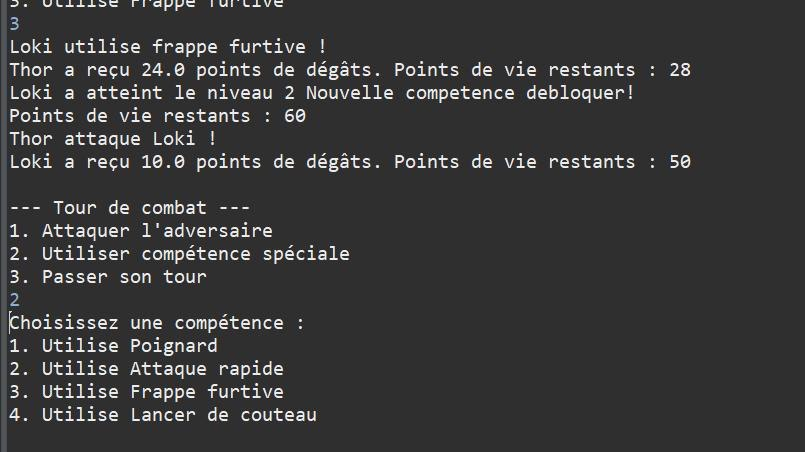 3. Utilise Frappe furtive
3
Loki utilise frappe furtive !
Thor a reçu 24.0 points de dégâts. Points de vie restants : 28
Loki a atteint le niveau 2 Nouvelle competence debloquer!
Points de vie restants : 60
Thor attaque Loki !
Loki a reçu 10.0 points de dégâts. Points de vie restants : 50
--- Tour de combat ---
1. Attaquer l'adversaire
2. Utiliser compétence spéciale
3. Passer son tour
2
Choisissez une compétence :
1. Utilise Poignard
2. Utilise Attaque rapide
3. Utilise Frappe furtive
4. Utilise Lancer de couteau